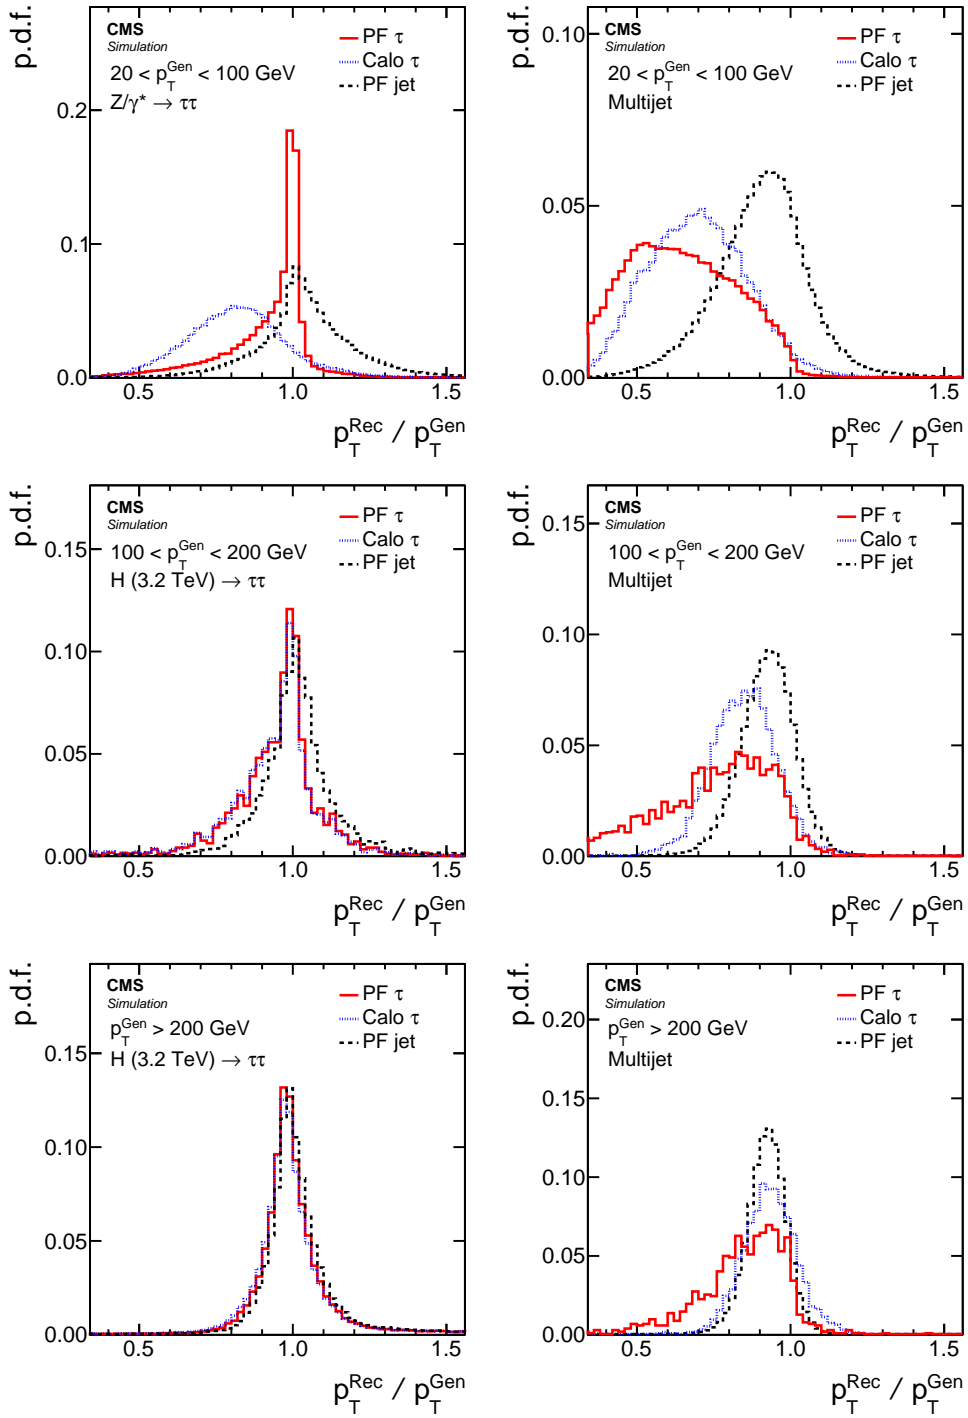 p.d.f.
CMS
Simulation
20 < p_T^Gen < 100 GeV
Z/γ* → ττ
PF τ
Calo τ
PF jet
0.2
0.1
0.0
0.5
1.0
1.5
p_T^Rec / p_T^Gen
p.d.f.
CMS
Simulation
20 < p_T^Gen < 100 GeV
Multijet
PF τ
Calo τ
PF jet
0.10
0.05
0.00
0.5
1.0
1.5
p_T^Rec / p_T^Gen
p.d.f.
CMS
Simulation
100 < p_T^Gen < 200 GeV
H (3.2 TeV) → ττ
PF τ
Calo τ
PF jet
0.15
0.10
0.05
0.00
0.5
1.0
1.5
p_T^Rec / p_T^Gen
p.d.f.
CMS
Simulation
100 < p_T^Gen < 200 GeV
Multijet
PF τ
Calo τ
PF jet
0.15
0.10
0.05
0.00
0.5
1.0
1.5
p_T^Rec / p_T^Gen
p.d.f.
CMS
Simulation
p_T^Gen > 200 GeV
H (3.2 TeV) → ττ
PF τ
Calo τ
PF jet
0.15
0.10
0.05
0.00
0.5
1.0
1.5
p_T^Rec / p_T^Gen
p.d.f.
CMS
Simulation
p_T^Gen > 200 GeV
Multijet
PF τ
Calo τ
PF jet
0.20
0.15
0.10
0.05
0.00
0.5
1.0
1.5
p_T^Rec / p_T^Gen